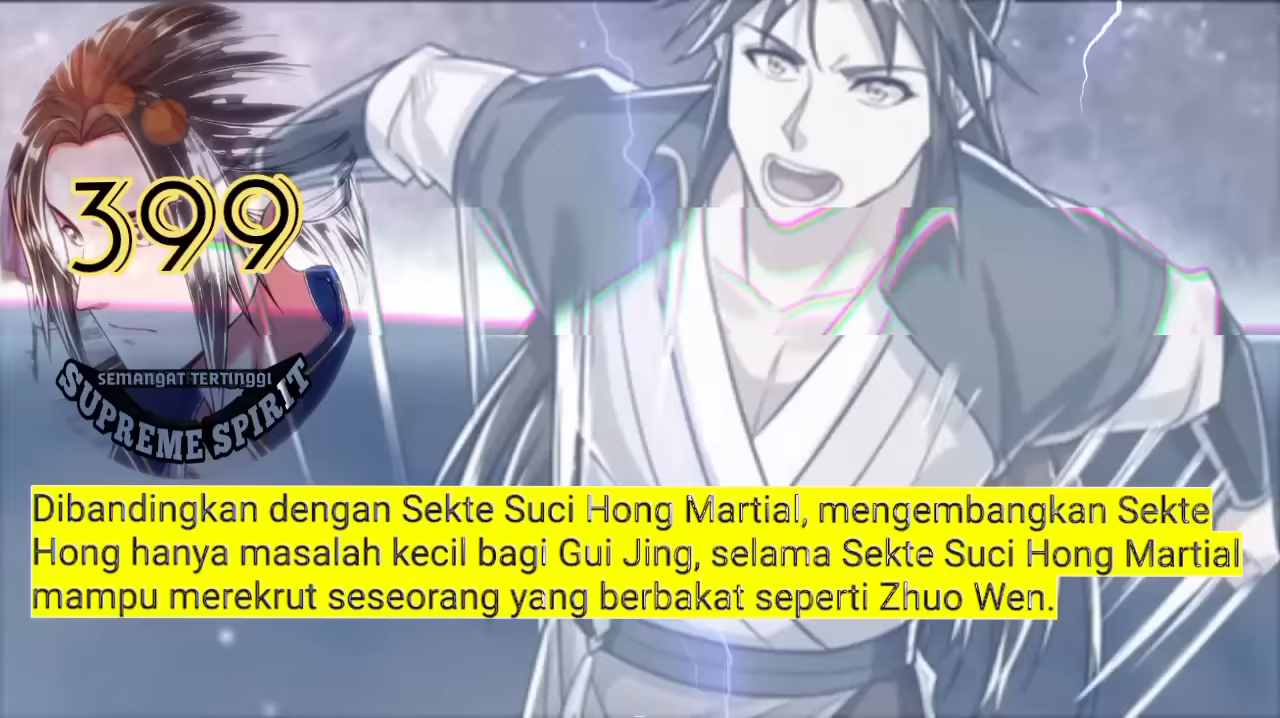 399
SEMANGAT TERTINGGI
SUPREME SPIRIT
Dibandingkan dengan Sekte Suci Hong Martial, mengembangkan Sekte
Hong hanya masalah kecil bagi Gui Jing, selama Sekte Suci Hong Martial
mampu merekrut seseorang yang berbakat seperti Zhuo Wen.